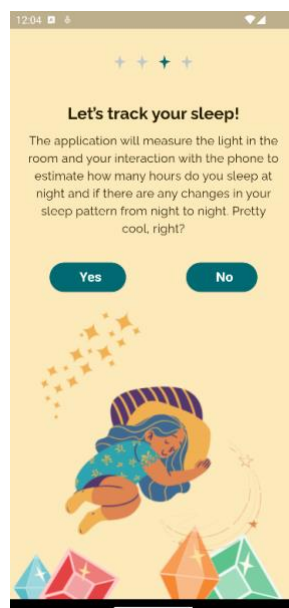 12:04
Let's track your sleep!
The application will measure the light in the
room and your interaction with the phone to
estimate how many hours do you sleep at
night and if there are any changes in your
sleep pattern from night to night. Pretty
cool, right?
Yes
No